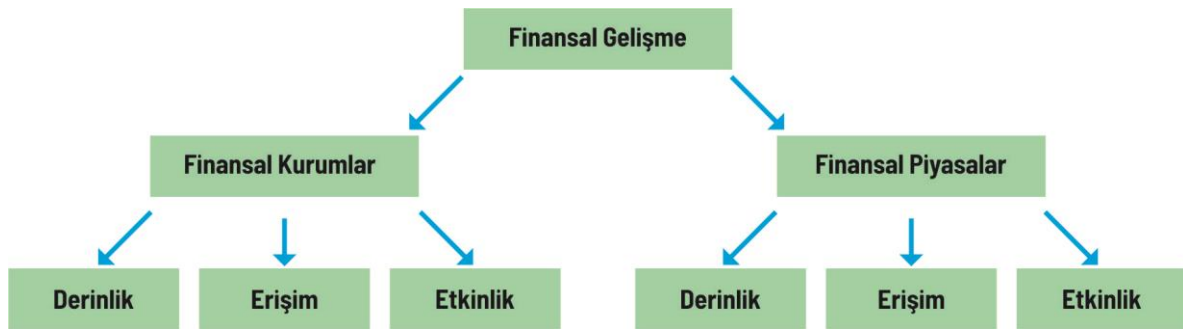 Finansal Gelişme
Finansal Kurumlar
Finansal Piyasalar
Derinlik
Erişim
Etkinlik
Derinlik
Erişim
Etkinlik